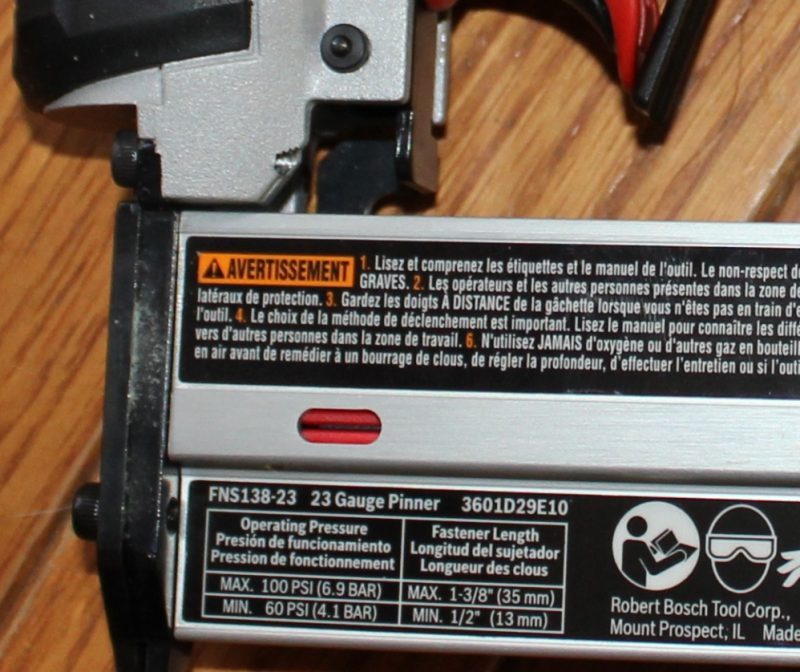 AVERTISSEMENT 1. Lisez et comprenez les étiquettes et le manuel de l'outil. Le non-respect
GRAVES. 2. Les opérateurs et les autres personnes présentes dans la zone de
latéraux de protection. 3. Gardez les doigts À DISTANCE de la gâchette lorsque vous n'êtes pas en train
l'outil. 4. Le choix de la méthode de déclenchement est important. Lisez le manuel pour connaître les
vers d'autres personnes dans la zone de travail. 6. N'utilisez JAMAIS d'oxygène ou d'autres gaz en
en air avant de remédier à un bourrage de clous, de régler la profondeur, d'effectuer l'entretien ou si
FNS138-23 23 Gauge Pinner 3601D29E10
Operating Pressure
Presión de funcionamiento
Pression de fonctionnement
Fastener Length
Longitud del sujetador
Longueur des clous
MAX. 100 PSI (6.9 BAR) MAX. 1-3/8" (35 mm)
MIN. 60 PSI (4.1 BAR) MIN. 1/2" (13 mm)
Robert Bosch Tool Corp.,
Mount Prospect, IL Made